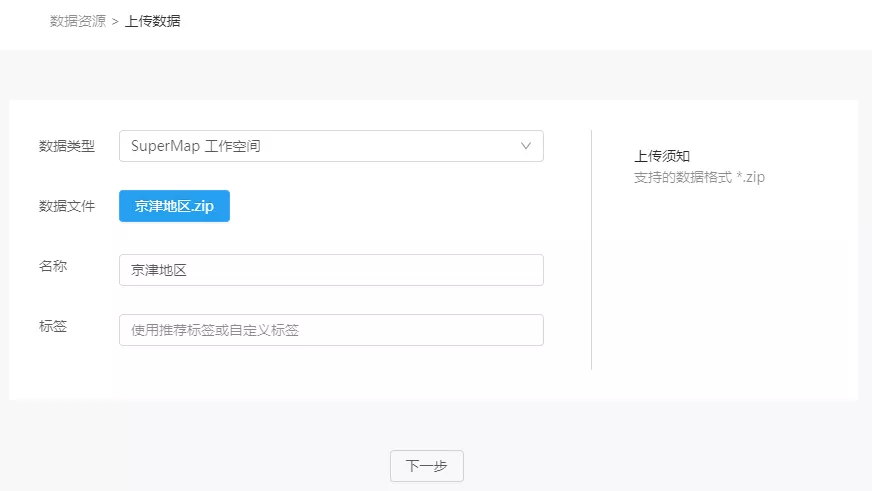 数据资源 > 上传数据
数据类型
SuperMap 工作空间
上传须知
支持的数据格式 *.zip
数据文件
京津地区.zip
名称
京津地区
标签
使用推荐标签或自定义标签
下一步